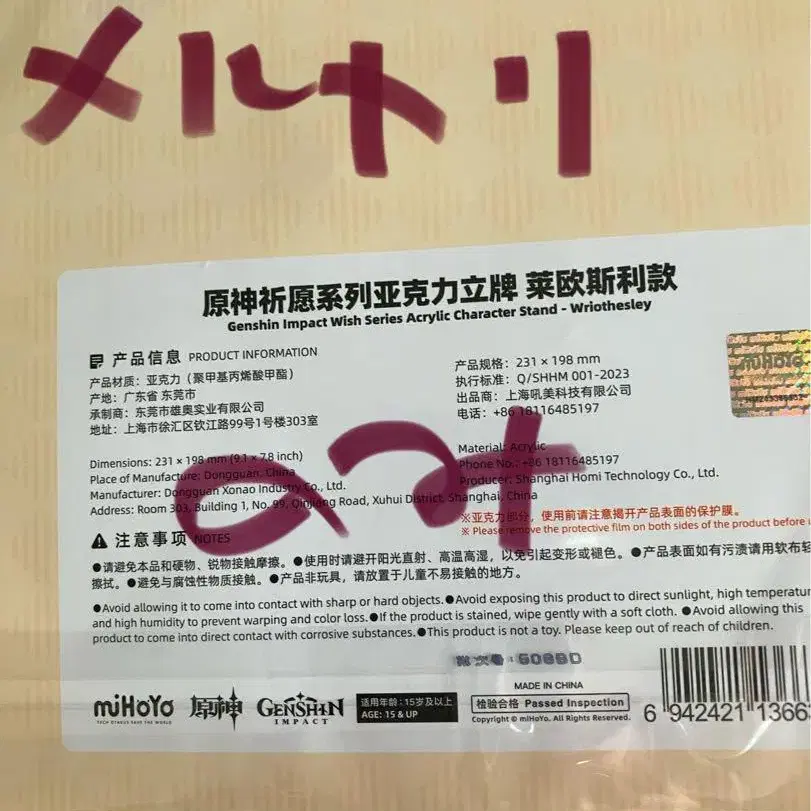 原神祈愿系列亚克力立牌 莱欧斯利款
Genshin Impact Wish Series Acrylic Character Stand - Wriothesley
miHoYo
产品信息 PRODUCT INFORMATION
产品材质：亚克力（聚甲基丙烯酸甲酯）
产地：广东省 东莞市
承制商：东莞市雄奥实业有限公司
地址：上海市徐汇区钦江路99号1号楼303室
产品规格：231 × 198 mm
执行标准：Q/SHHM 001-2023
出品商：上海吼美科技有限公司
电话：+86 18116485197
Dimensions: 231 × 198 mm (9.1 × 7.8 inch)
Place of Manufacture: Dongguan, China
Manufacturer: Dongguan Xonao Industry Co., Ltd.
Address: Room 303, Building 1, No. 99, Qinjiang Road, Xuhui District, Shanghai, China
Material: Acrylic
Phone No.: +86 18116485197
Producer: Shanghai Homi Technology Co., Ltd.
※亚克力部分，使用前请注意揭开产品表面的保护膜。
※ Please remove the protective film on both sides of the product before
注意事项 NOTES
●请避免本品和硬物、锐物接触摩擦。●使用时请避开阳光直射、高温高湿，以免引起变形或褪色。●产品表面如有污渍请用软布轻
擦拭。●避免与腐蚀性物质接触。●产品非玩具，请放置于儿童不易接触的地方。
●Avoid allowing it to come into contact with sharp or hard objects.●Avoid exposing this product to direct sunlight, high temperatur
and high humidity to prevent warping and color loss.●If the product is stained, wipe gently with a soft cloth. ●Avoid allowing this
product to come into direct contact with corrosive substances.●This product is not a toy. Please keep out of reach of children.
miHoYo
TECH OTAKUS SAVE THE WORLD
原神
GENSHIN
IMPACT
适用年龄：15岁及以上
AGE: 15 & UP
MADE IN CHINA
检验合格 Passed Inspection
Copyright © miHoYo. All Rights Reserved.
6 942421 13663